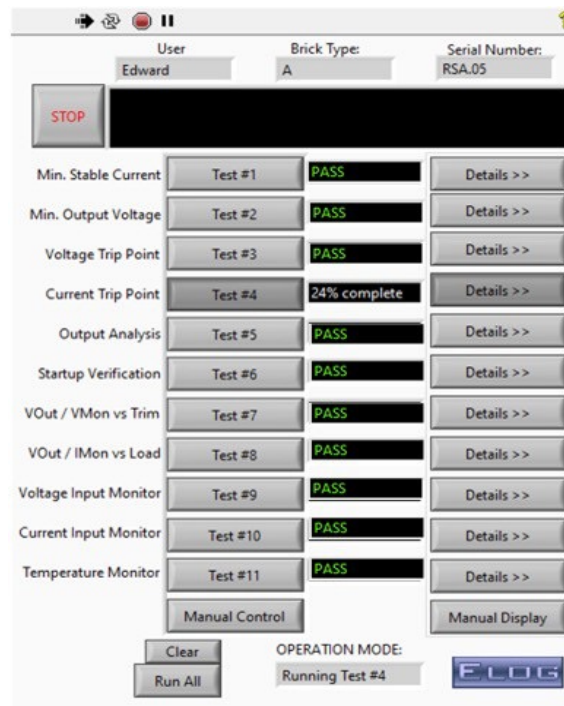 User Brick Type: Serial Number:
Edward A RSA.05
STOP
Min. Stable Current Test #1 PASS Details >>
Min. Output Voltage Test #2 PASS Details >>
Voltage Trip Point Test #3 PASS Details >>
Current Trip Point Test #4 24% complete Details >>
Output Analysis Test #5 PASS Details >>
Startup Verification Test #6 PASS Details >>
VOut / VMon vs Trim Test #7 PASS Details >>
VOut / IMon vs Load Test #8 PASS Details >>
Voltage Input Monitor Test #9 PASS Details >>
Current Input Monitor Test #10 PASS Details >>
Temperature Monitor Test #11 PASS Details >>
Manual Control Manual Display
Clear OPERATION MODE:
Run All Running Test #4 ELOG